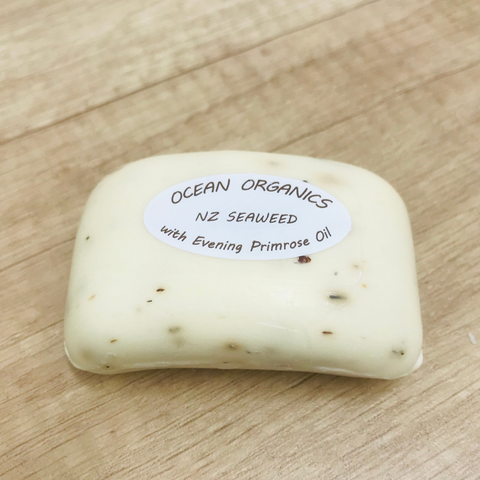 OCEAN ORGANICS
NZ SEAWEED
with Evening Primrose Oil